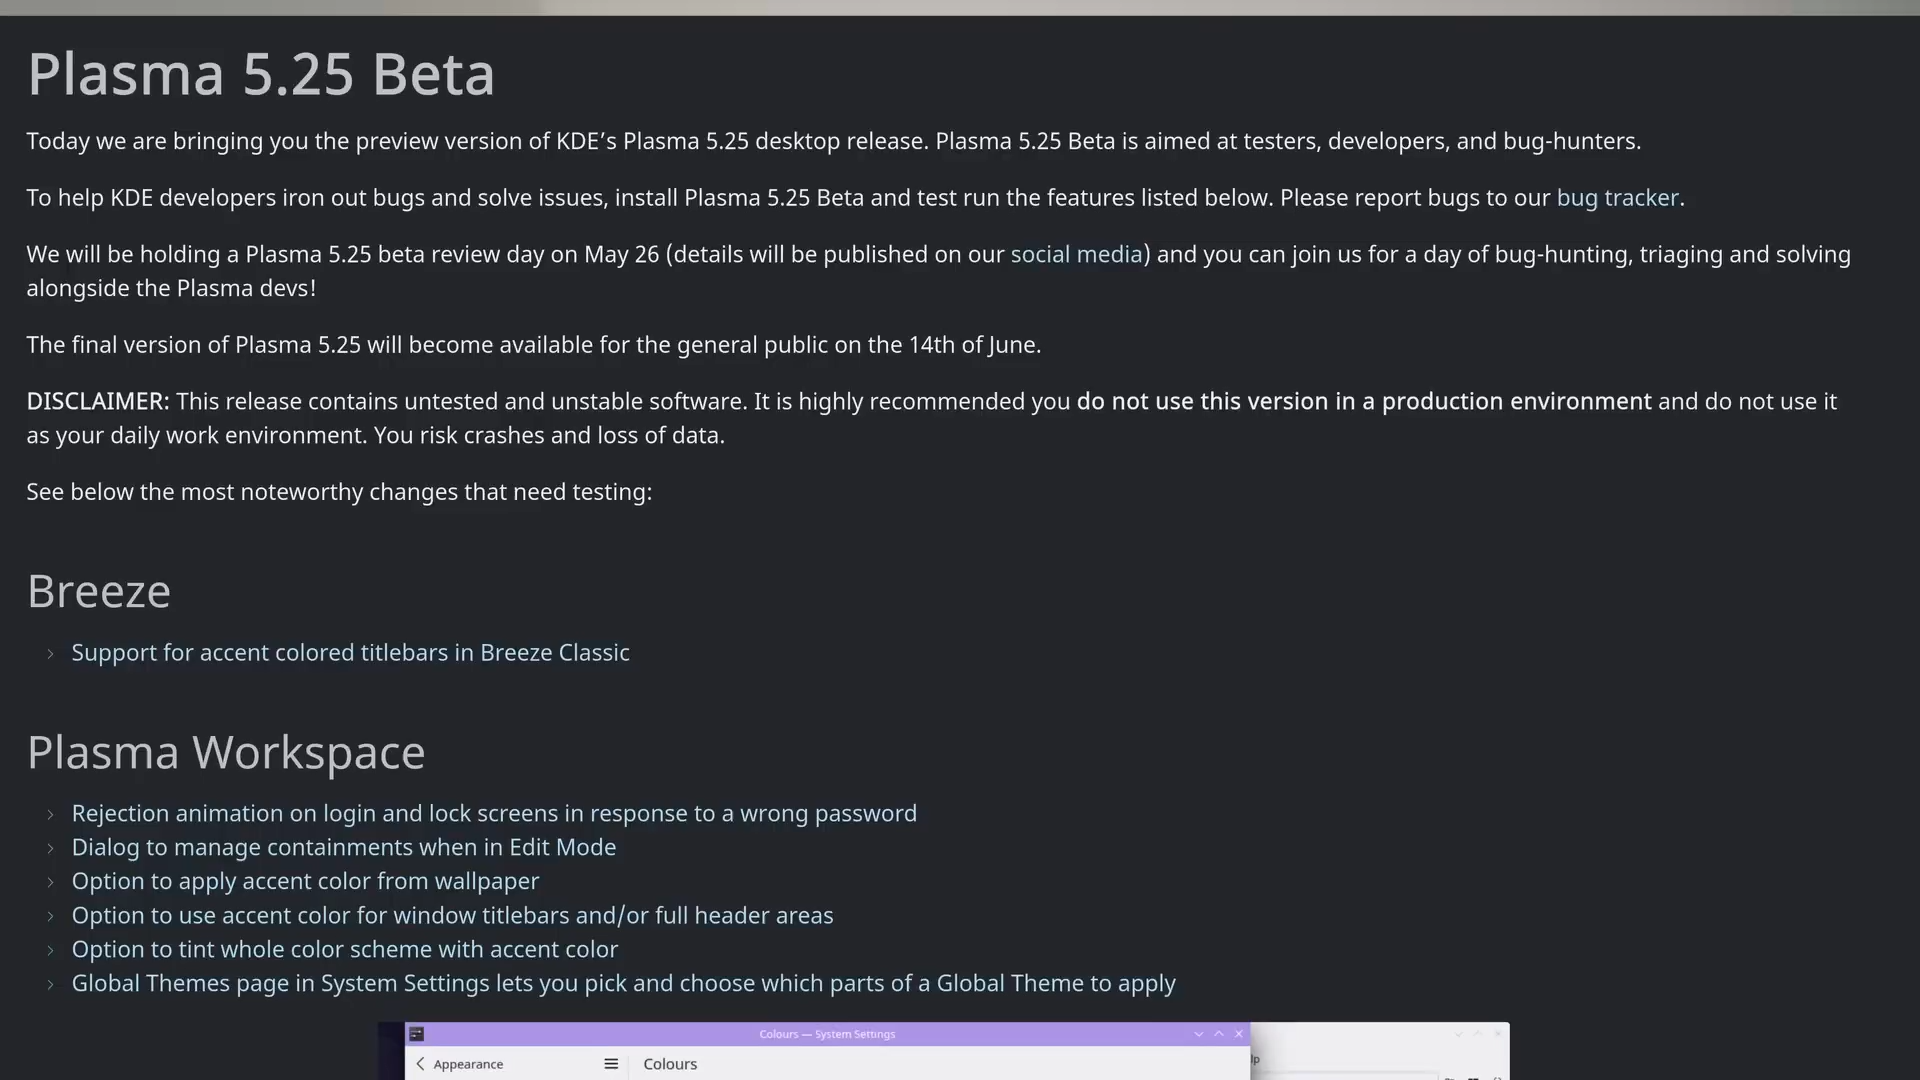 Plasma 5.25 Beta
Today we are bringing you the preview version of KDE’s Plasma 5.25 desktop release. Plasma 5.25 Beta is aimed at testers, developers, and bug-hunters.
To help KDE developers iron out bugs and solve issues, install Plasma 5.25 Beta and test run the features listed below. Please report bugs to our bug tracker.
We will be holding a Plasma 5.25 beta review day on May 26 (details will be published on our social media) and you can join us for a day of bug-hunting, triaging and solving
alongside the Plasma devs!
The final version of Plasma 5.25 will become available for the general public on the 14th of June.
DISCLAIMER: This release contains untested and unstable software. It is highly recommended you do not use this version in a production environment and do not use it
as your daily work environment. You risk crashes and loss of data.
See below the most noteworthy changes that need testing:
Breeze
Support for accent colored titlebars in Breeze Classic
Plasma Workspace
Rejection animation on login and lock screens in response to a wrong password
Dialog to manage containments when in Edit Mode
Option to apply accent color from wallpaper
Option to use accent color for window titlebars and/or full header areas
Option to tint whole color scheme with accent color
Global Themes page in System Settings lets you pick and choose which parts of a Global Theme to apply
Colours — System Settings
Appearance
Colours